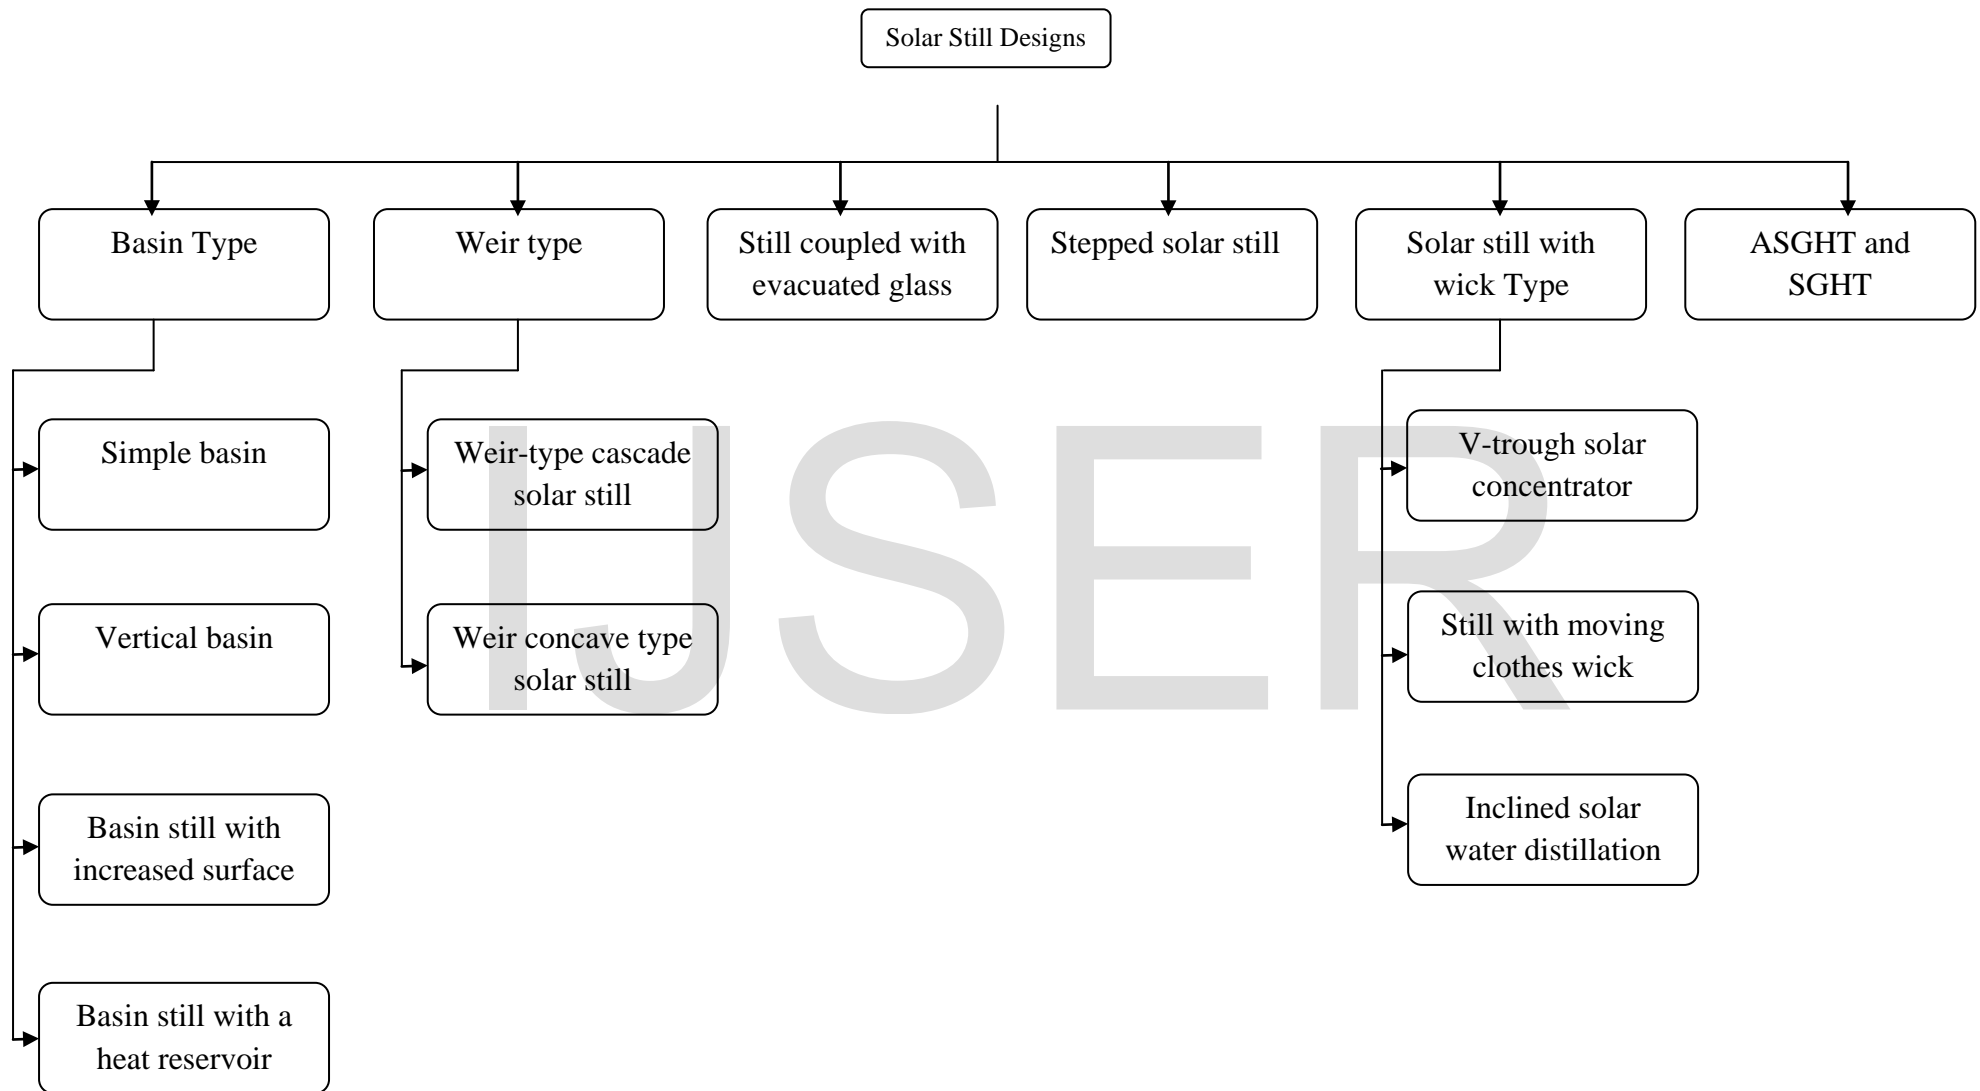 Solar Still Designs
Basin Type
Weir type
Still coupled with
evacuated glass
Stepped solar still
Solar still with
wick Type
ASGHT and
SGHT
Simple basin
Vertical basin
Basin still with
increased surface
Basin still with a
heat reservoir
Weir-type cascade
solar still
Weir concave type
solar still
V-trough solar
concentrator
Still with moving
clothes wick
Inclined solar
water distillation
IJSER